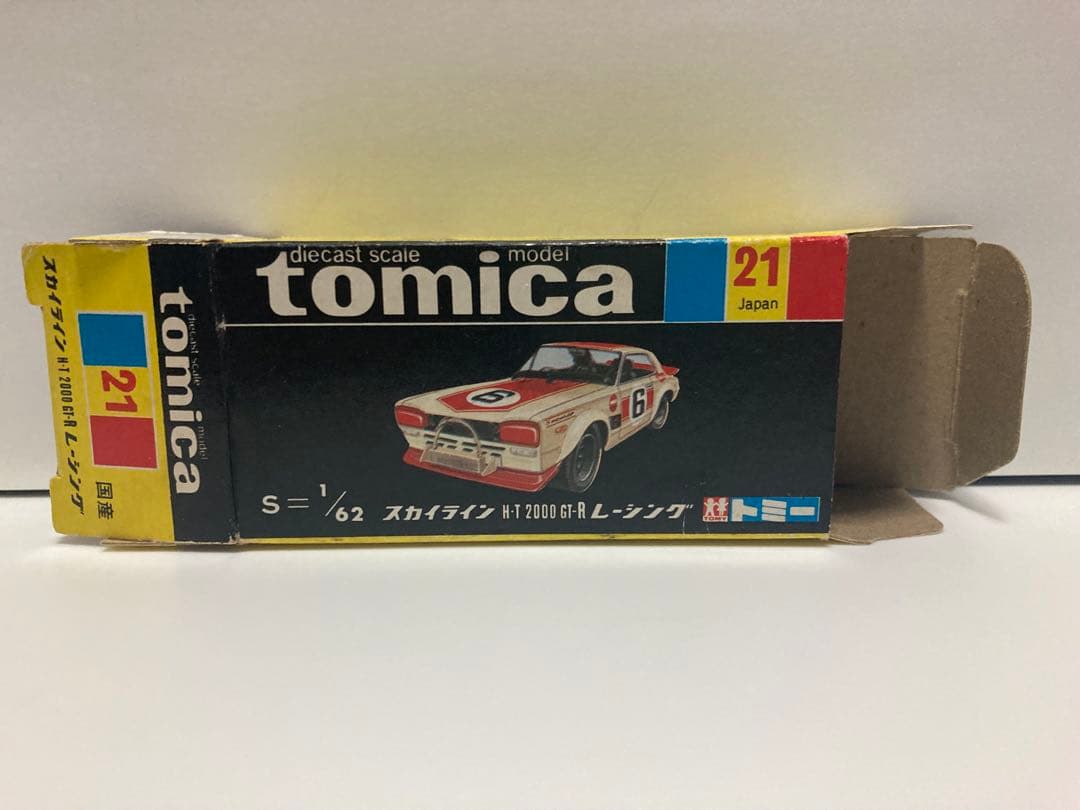 diecast scale model
tomica
21
Japan
6
6
S=1/62 スカイライン H・T 2000 GT-R レーシング
TOMY トミー
diecast scale model
tomica
21
スカイライン H・T 2000 GT-R レーシング 国産